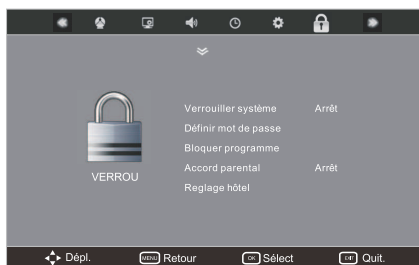 Verrouiller système Arrêt
Définir mot de passe
Bloquer programme
Accord parental Arrêt
Reglage hôtel
VERROU
Dépl. MENU Retour OK Sélect EXIT Quit.